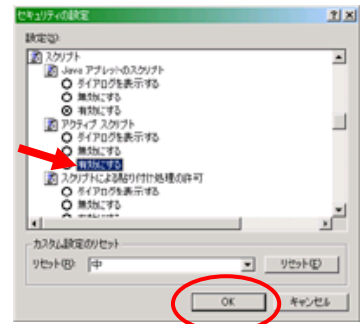 セキュリティの設定
設定(S):
スクリプト
Java アプレットのスクリプト
ダイアログを表示する
無効にする
有効にする
アクティブ スクリプト
ダイアログを表示する
無効にする
有効にする
スクリプトによる貼り付け処理の許可
ダイアログを表示する
無効にする
有効にする
カスタム設定のリセット
リセット(R): 中 リセット(E)
OK キャンセル